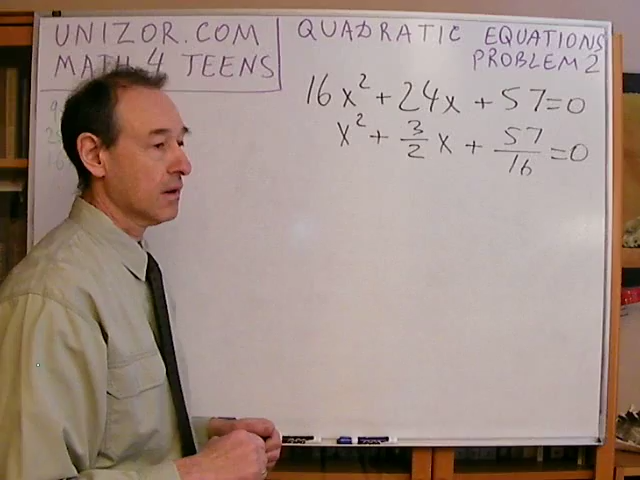 UNIZOR.COM
MATH 4 TEENS
QUADRATIC EQUATIONS
PROBLEM 2
16x² + 24x + 57 = 0
x² + 3/2 x + 57/16 = 0